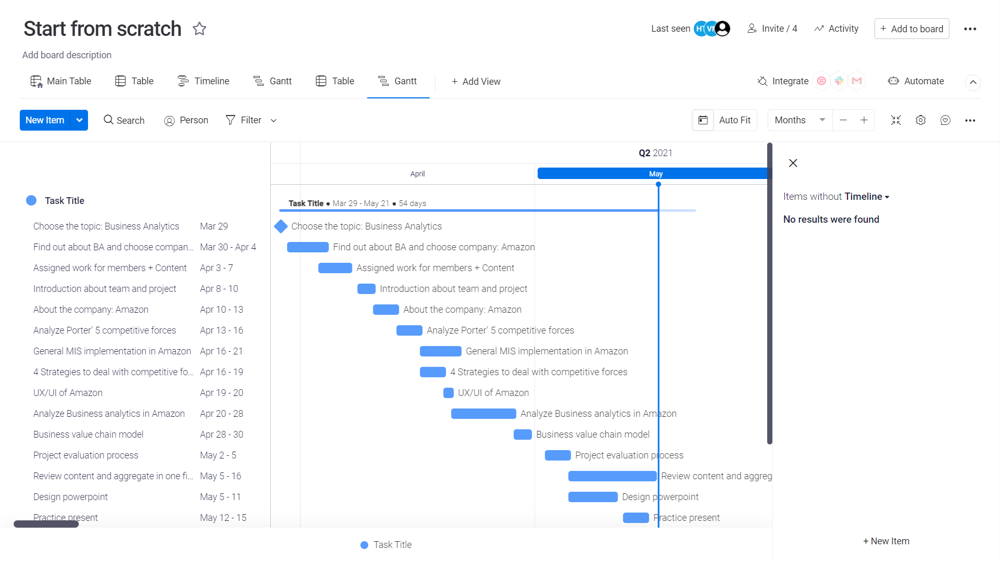 Start from scratch
Last seen HT VN Invite / 4 Activity + Add to board
Add board description
Main Table Table Timeline Gantt Table Gantt + Add View Integrate Automate
New Item Search Person Filter Auto Fit Months
Q2 2021
April May
Items without Timeline
No results were found
Task Title
Task Title • Mar 29 - May 21 • 54 days
Choose the topic: Business Analytics Mar 29 Choose the topic: Business Analytics
Find out about BA and choose compan... Mar 30 - Apr 4 Find out about BA and choose company: Amazon
Assigned work for members + Content Apr 3 - 7 Assigned work for members + Content
Introduction about team and project Apr 8 - 10 Introduction about team and project
About the company: Amazon Apr 10 - 13 About the company: Amazon
Analyze Porter' 5 competitive forces Apr 13 - 16 Analyze Porter' 5 competitive forces
General MIS implementation in Amazon Apr 16 - 21 General MIS implementation in Amazon
4 Strategies to deal with competitive fo... Apr 16 - 19 4 Strategies to deal with competitive forces
UX/UI of Amazon Apr 19 - 20 UX/UI of Amazon
Analyze Business analytics in Amazon Apr 20 - 28 Analyze Business analytics in Amazon
Business value chain model Apr 28 - 30 Business value chain model
Project evaluation process May 2 - 5 Project evaluation process
Review content and aggregate in one fi... May 5 - 16 Review content and aggreg
Design powerpoint May 5 - 11 Design powerpoint
Practice present May 12 - 15 Practice present
Task Title
+ New Item